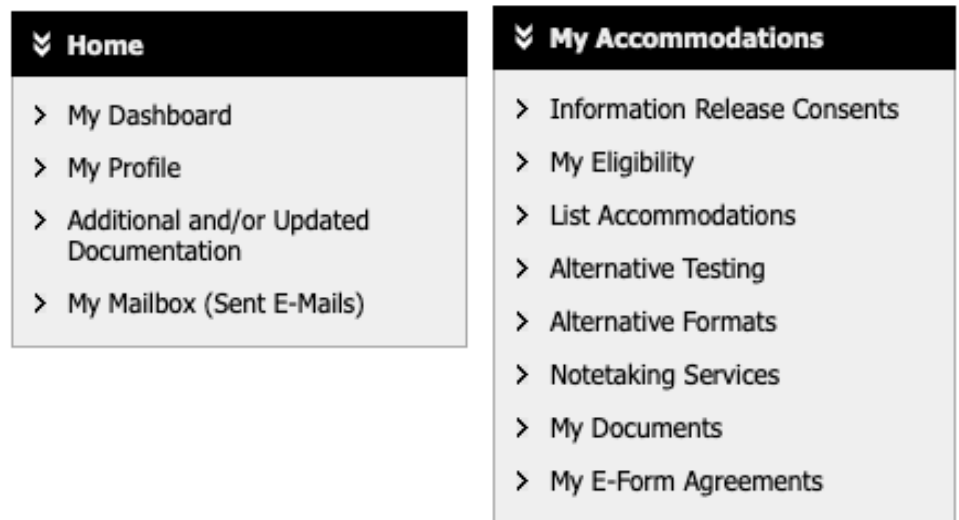 Home
My Dashboard
My Profile
Additional and/or Updated
Documentation
My Mailbox (Sent E-Mails)
My Accommodations
Information Release Consents
My Eligibility
List Accommodations
Alternative Testing
Alternative Formats
Notetaking Services
My Documents
My E-Form Agreements